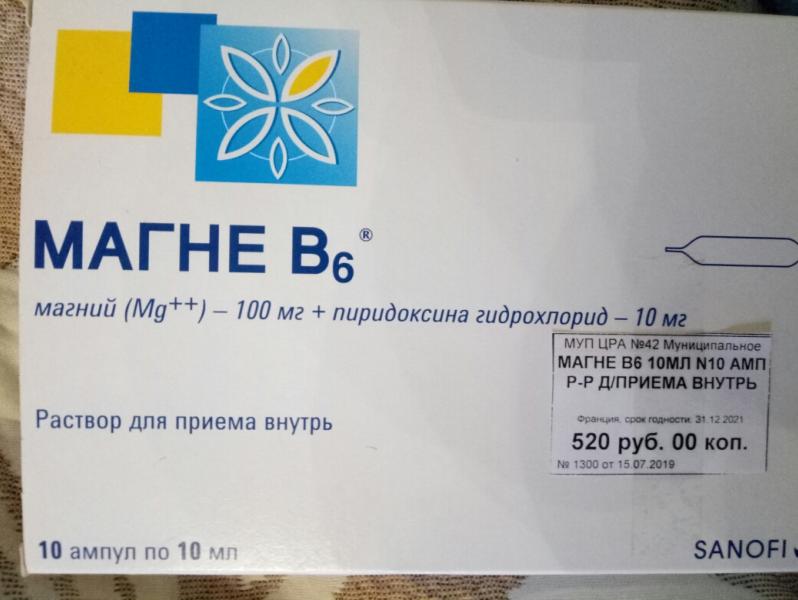 МАГНЕ В6®
магний (Mg++) – 100 мг + пиридоксина гидрохлорид – 10 мг
МУП ЦРА №42 Муниципальное
МАГНЕ В6 10МЛ N10 АМП
Р-Р Д/ПРИЕМА ВНУТРЬ
Франция, срок годности: 31.12.2021
520 руб. 00 коп.
№ 1300 от 15.07.2019
Раствор для приема внутрь
10 ампул по 10 мл
SANOFI